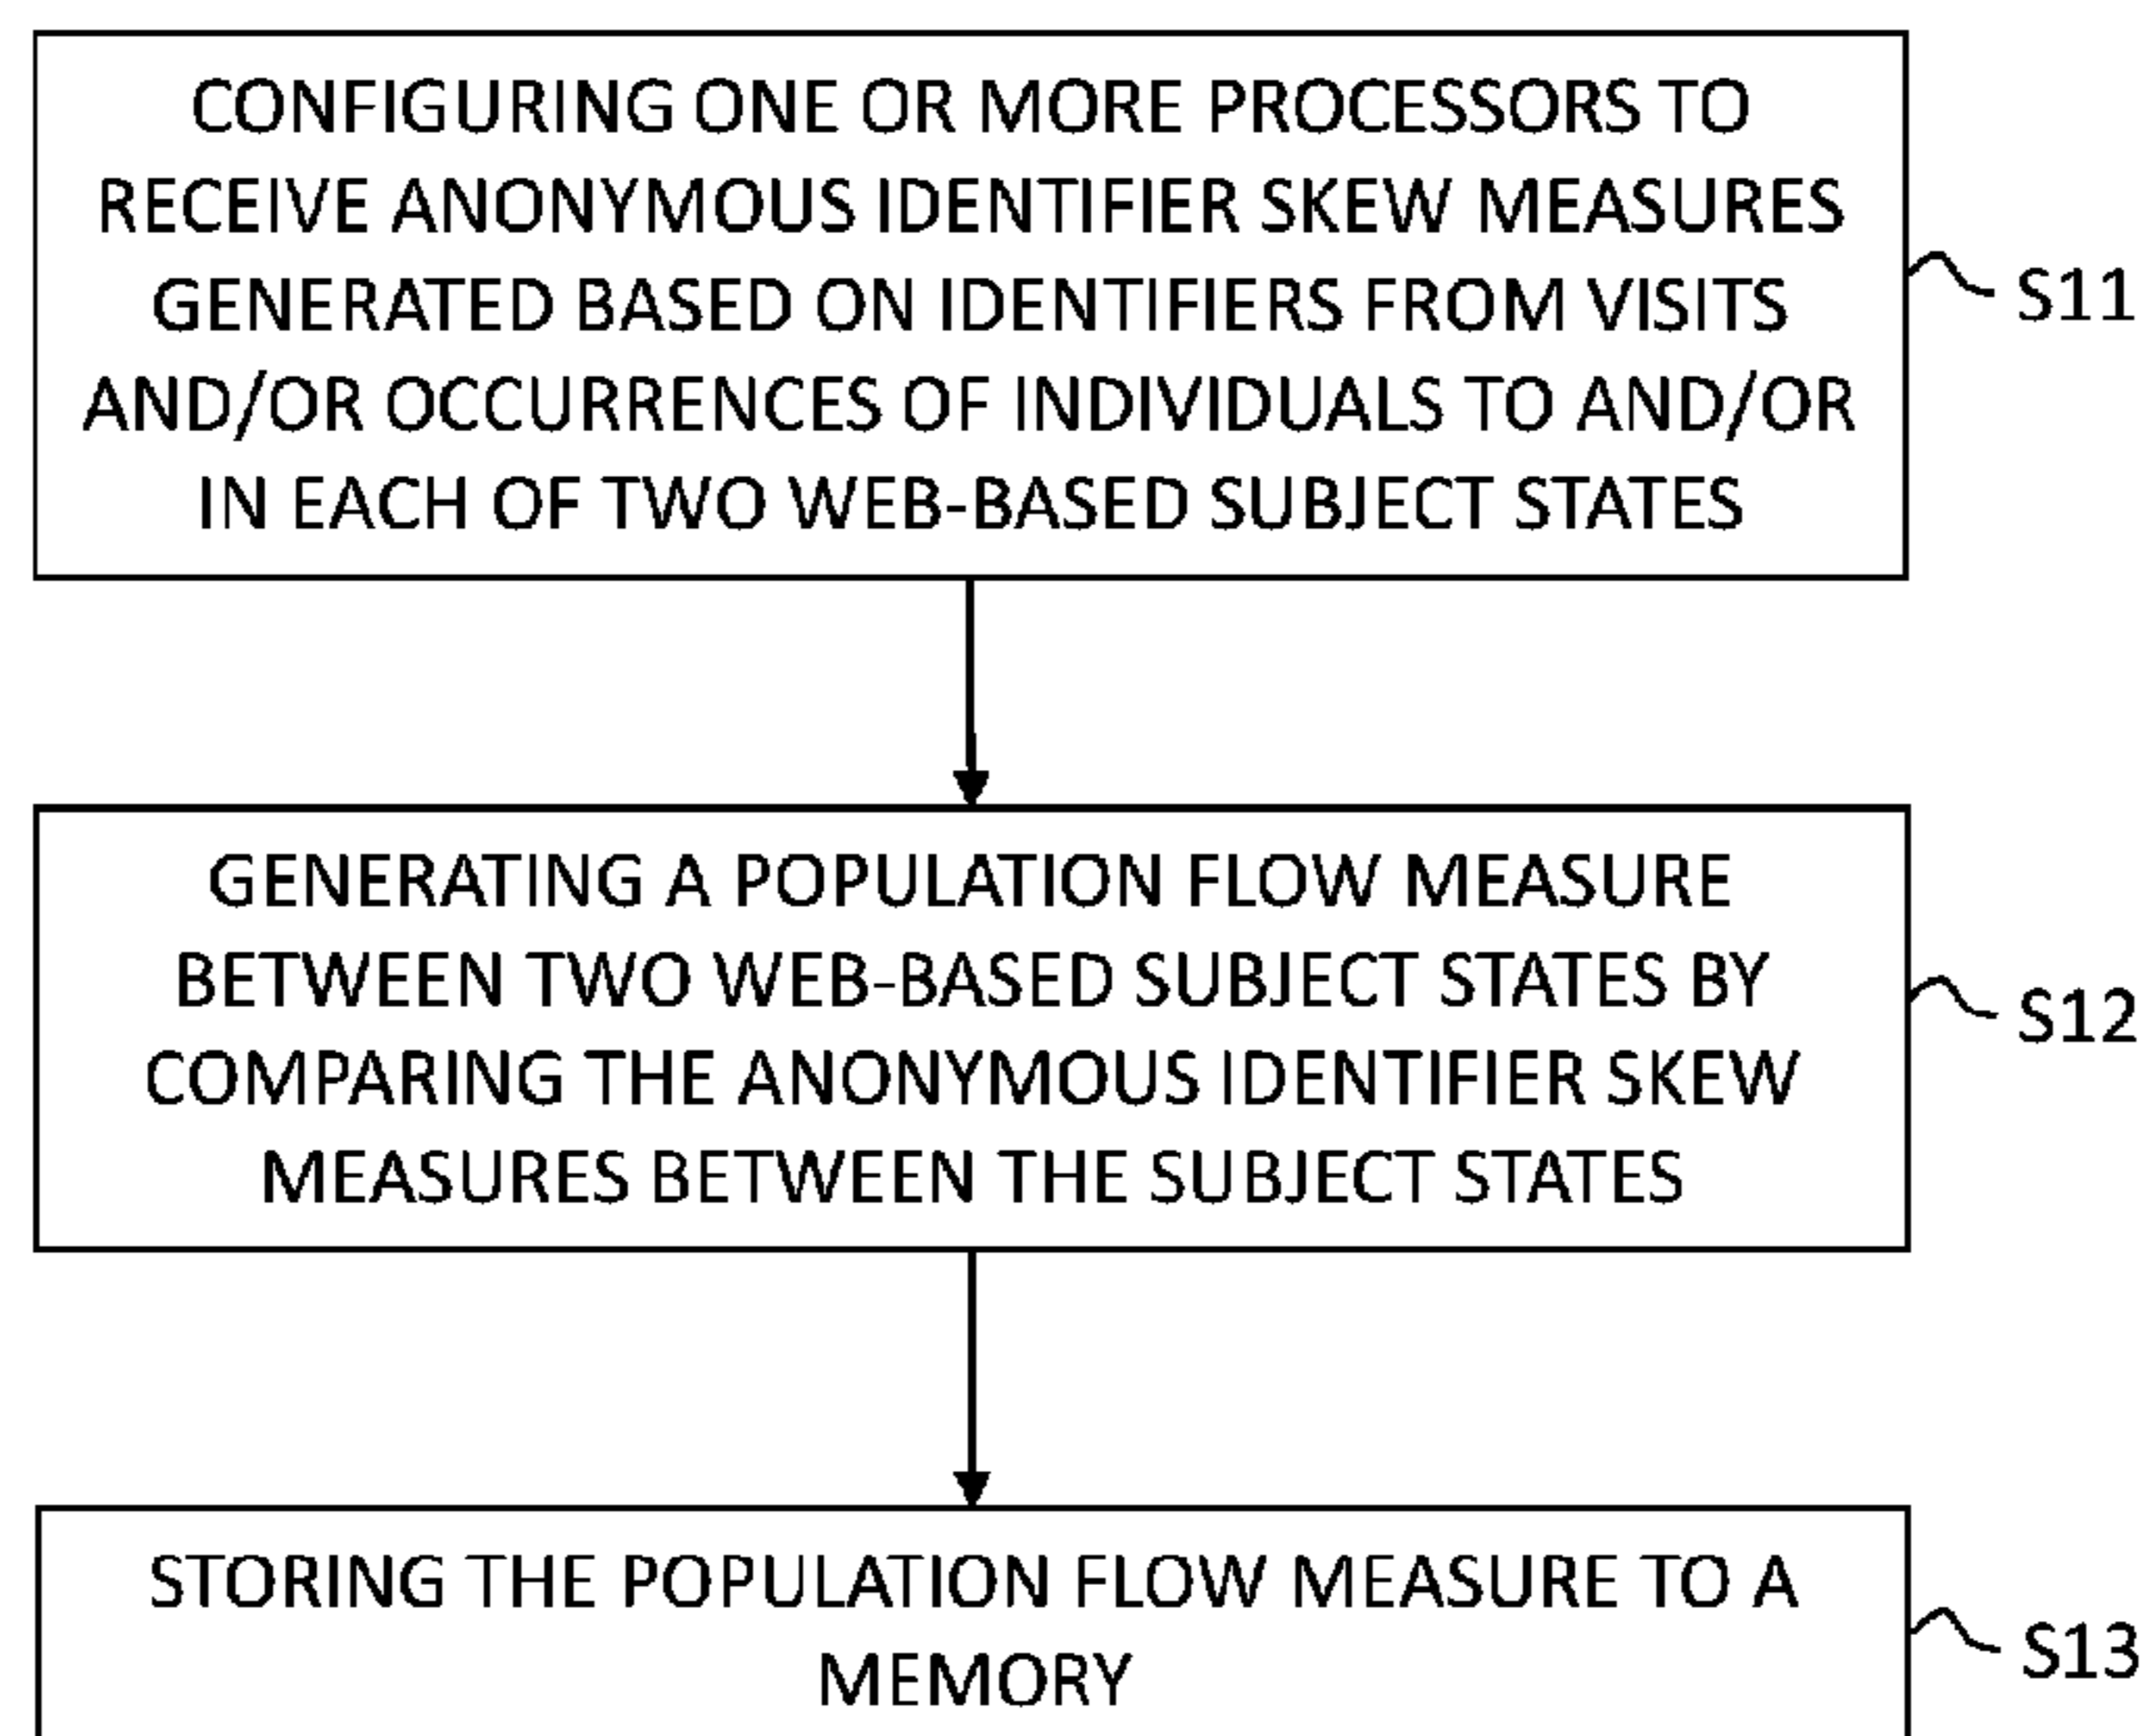 CONFIGURING ONE OR MORE PROCESSORS TO
RECEIVE ANONYMOUS IDENTIFIER SKEW MEASURES
GENERATED BASED ON IDENTIFIERS FROM VISITS
AND/OR OCCURRENCES OF INDIVIDUALS TO AND/OR
IN EACH OF TWO WEB-BASED SUBJECT STATES
S11
GENERATING A POPULATION FLOW MEASURE
BETWEEN TWO WEB-BASED SUBJECT STATES BY
COMPARING THE ANONYMOUS IDENTIFIER SKEW
MEASURES BETWEEN THE SUBJECT STATES
S12
STORING THE POPULATION FLOW MEASURE TO A
MEMORY
S13